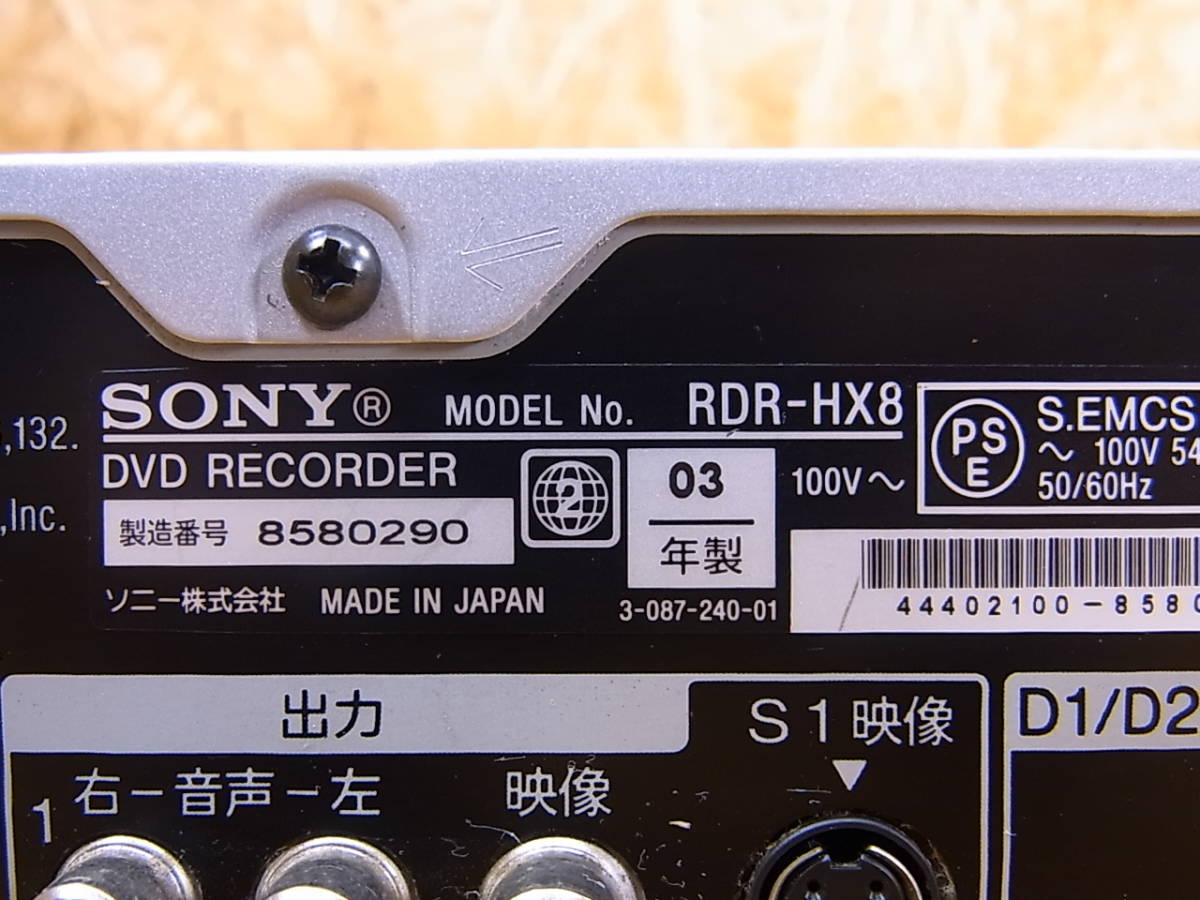 ,132.
,Inc.
SONY® MODEL No. RDR-HX8
DVD RECORDER
製造番号 8580290
ソニー株式会社 MADE IN JAPAN
2
03
年製
100V～
3-087-240-01
PS
E
S.EMCS
～ 100V 54
50/60Hz
44402100-8580
出力
S1映像
D1/D2
右-音声-左
映像
1